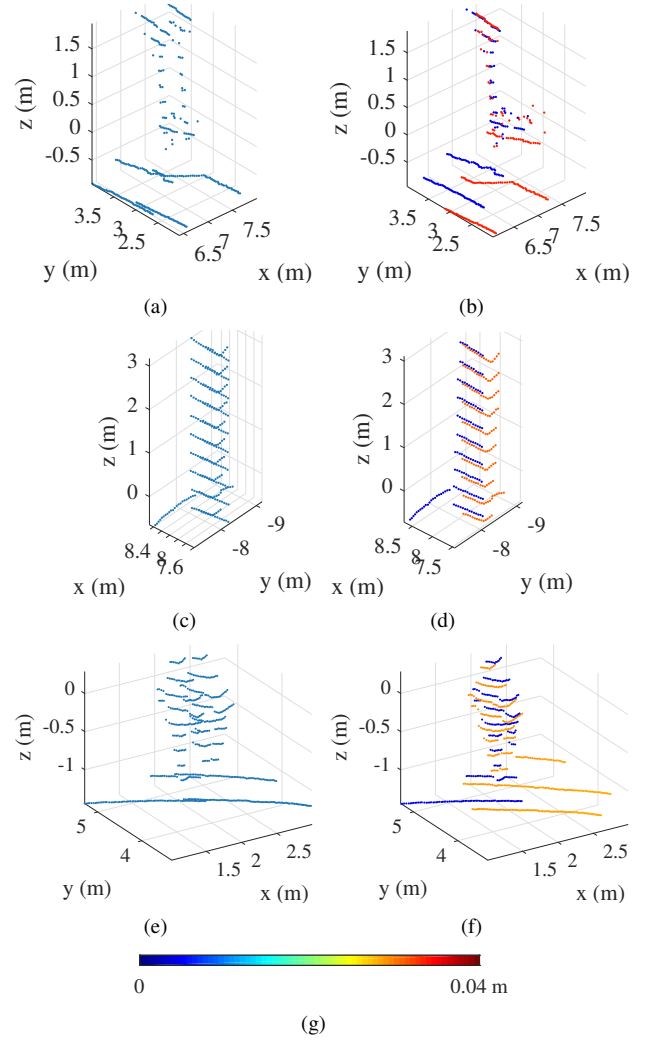 1.5
1
0.5
0
-0.5
z (m)
3.5
3
2.5
y (m)
6.5
7
7.5
x (m)
(a)
1.5
1
0.5
0
-0.5
z (m)
3.5
3
2.5
y (m)
6.5
7
7.5
x (m)
(b)
3
2
1
0
z (m)
8.4
8
7.6
x (m)
-8
-9
y (m)
(c)
3
2
1
0
z (m)
8.5
8
7.5
x (m)
-8
-9
y (m)
(d)
0
-0.5
-1
z (m)
5
4
y (m)
1.5
2
2.5
x (m)
(e)
0
-0.5
-1
z (m)
5
4
y (m)
1.5
2
2.5
x (m)
(f)
0
0.04 m
(g)